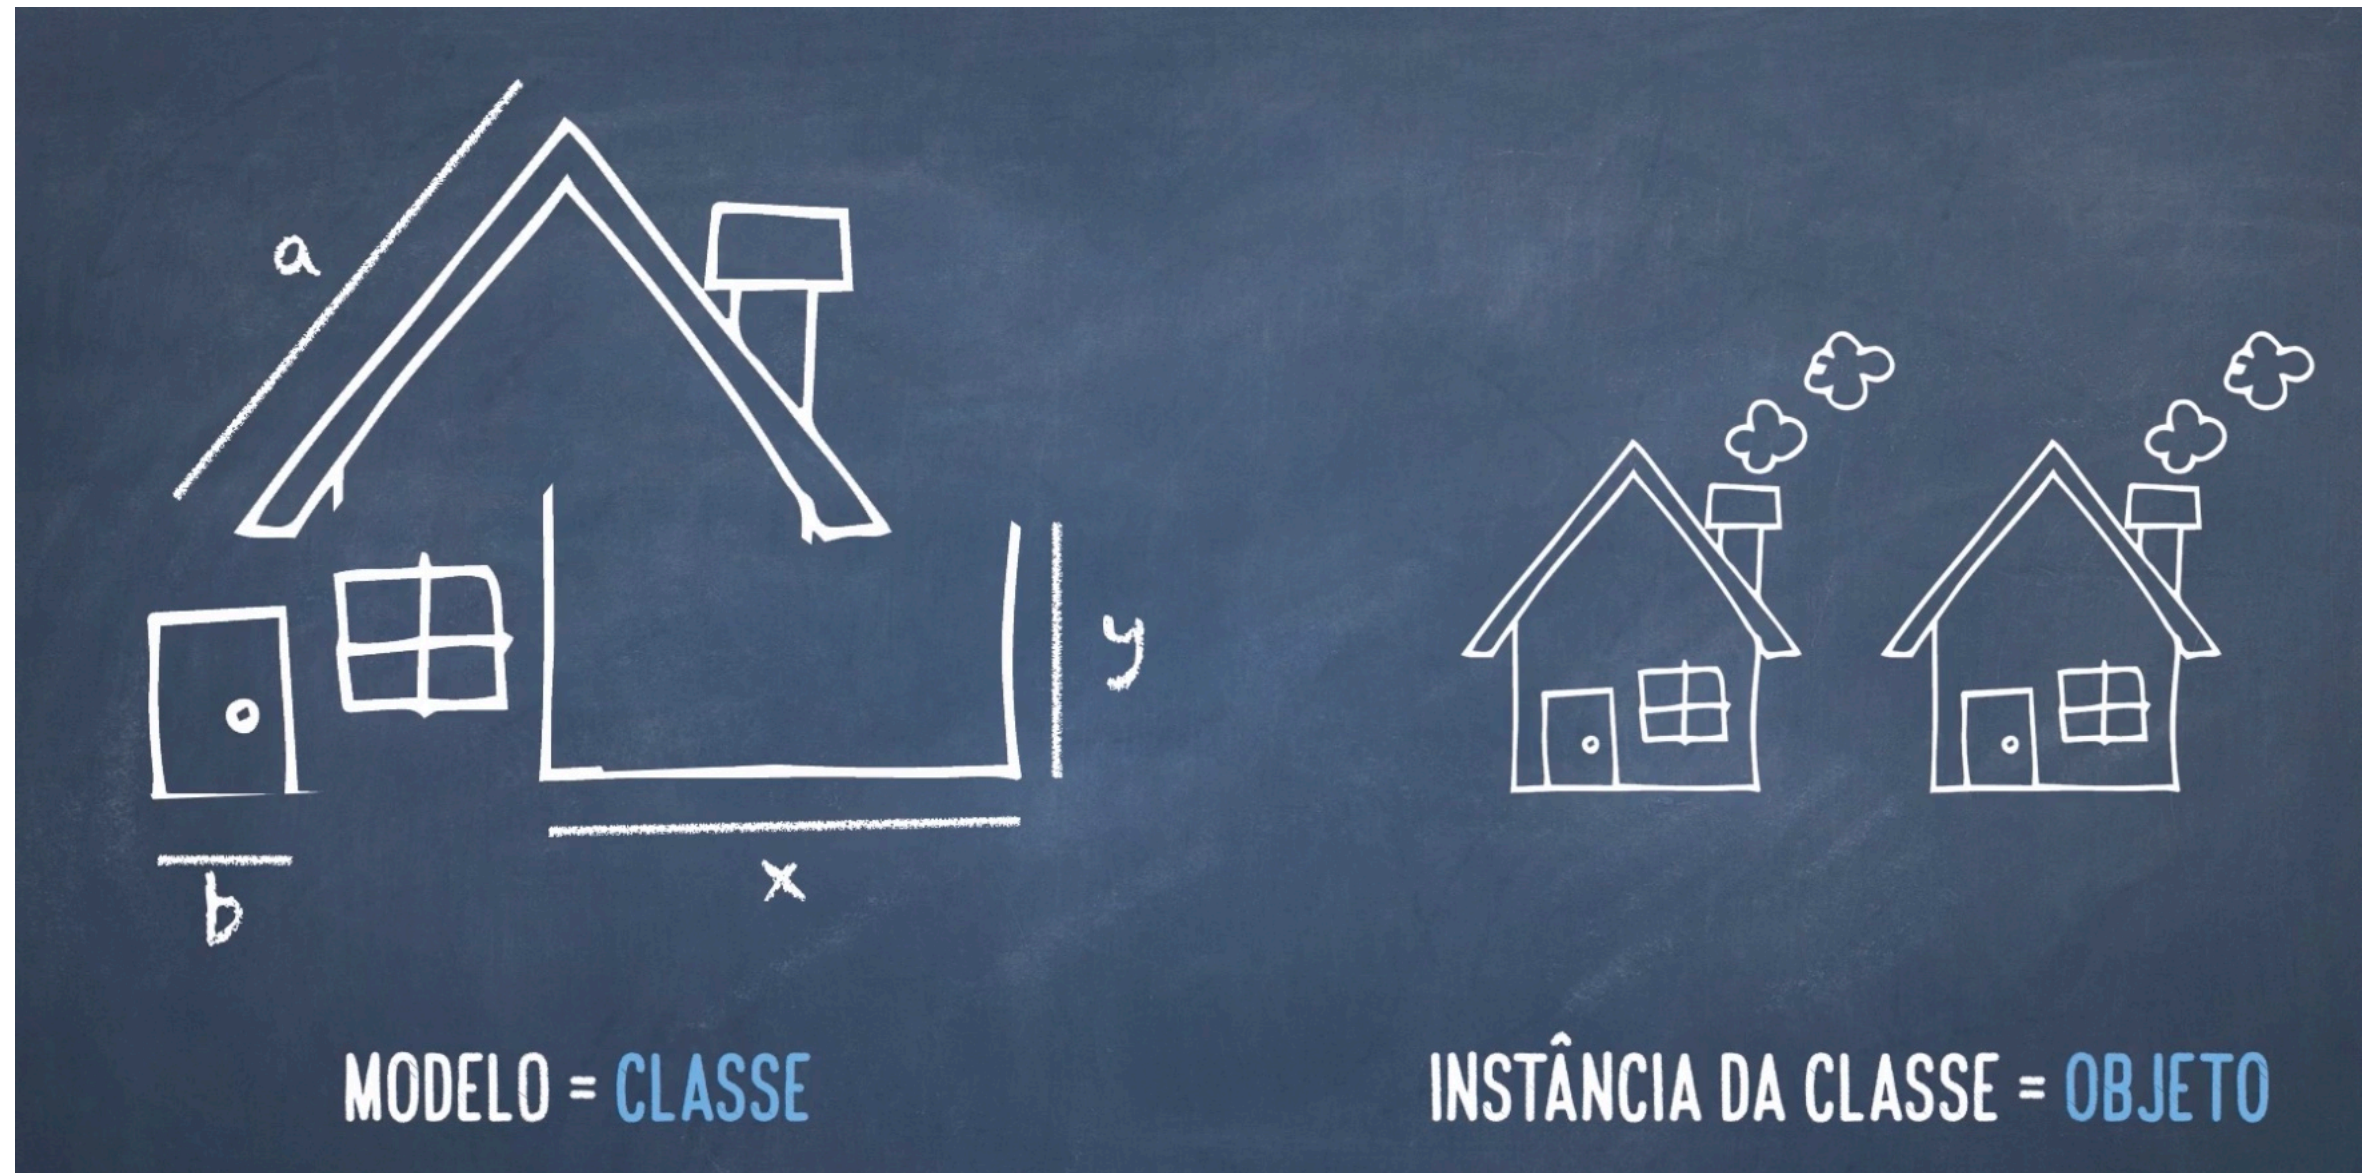 a
y
x
b
MODELO = CLASSE
INSTÂNCIA DA CLASSE = OBJETO